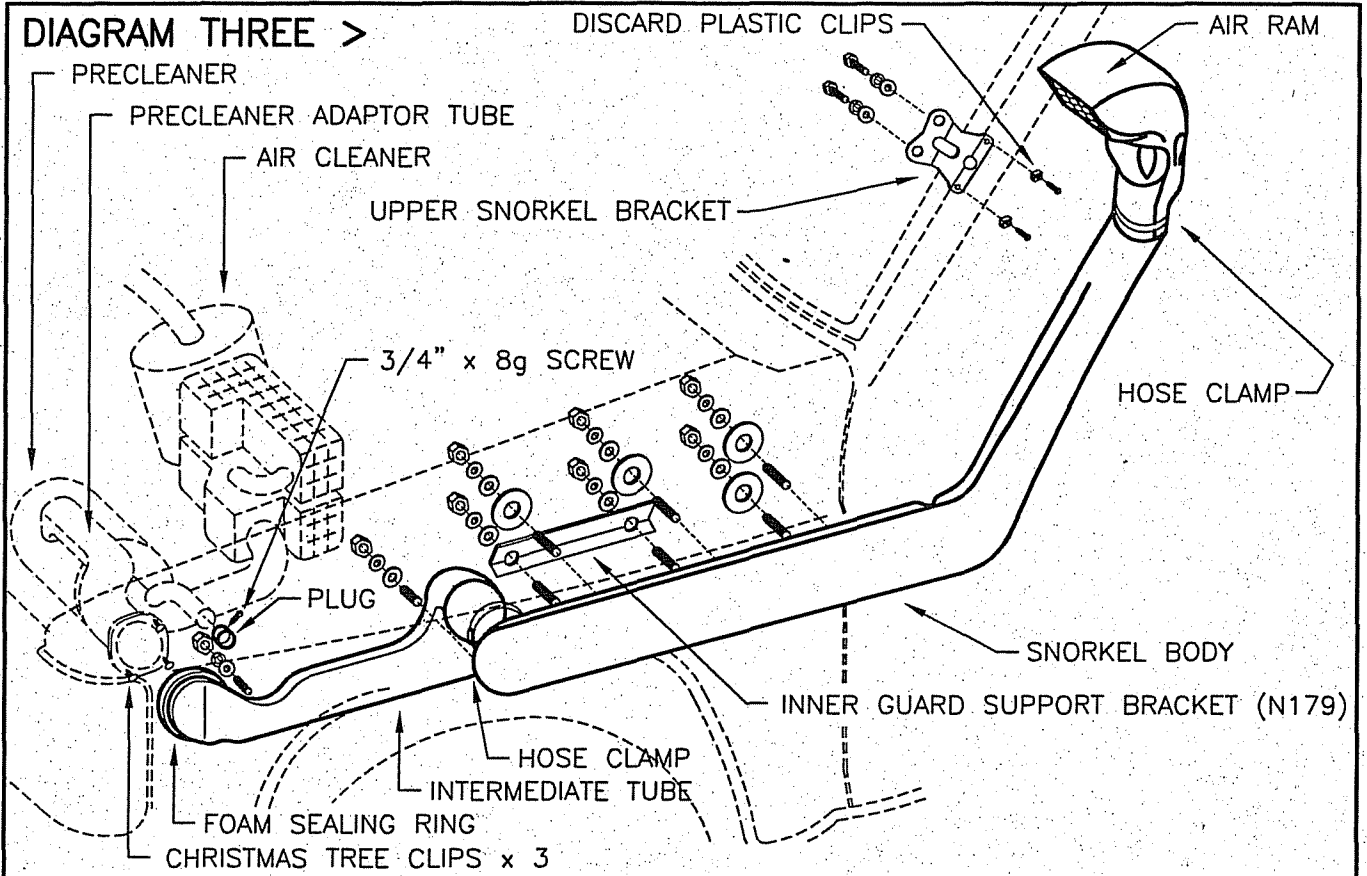 DIAGRAM THREE >
DISCARD PLASTIC CLIPS
AIR RAM
PRECLEANER
PRECLEANER ADAPTOR TUBE
AIR CLEANER
UPPER SNORKEL BRACKET
3/4" x 8g SCREW
HOSE CLAMP
PLUG
SNORKEL BODY
INNER GUARD SUPPORT BRACKET (N179)
HOSE CLAMP
INTERMEDIATE TUBE
FOAM SEALING RING
CHRISTMAS TREE CLIPS x 3